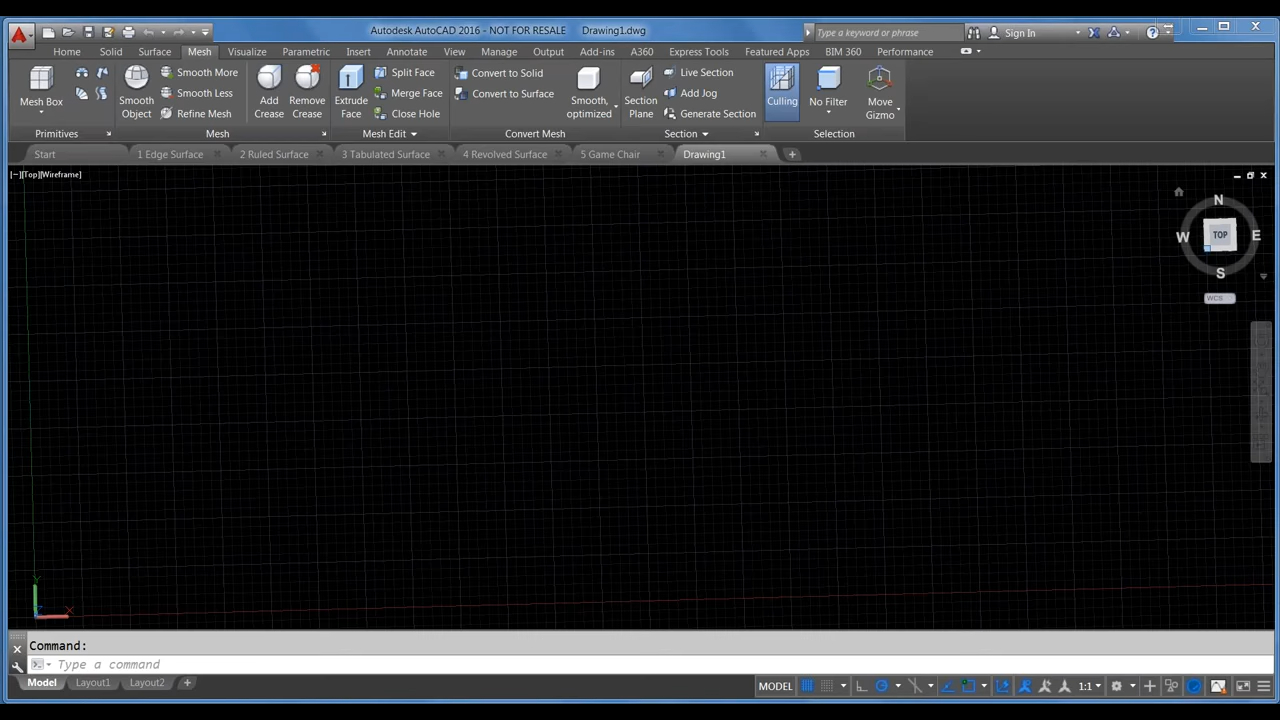 Autodesk AutoCAD 2016 - NOT FOR RESALE Drawing1.dwg
Type a keyword or phrase
Sign In
Home Solid Surface Mesh Visualize Parametric Insert Annotate View Manage Output Add-ins A360 Express Tools Featured Apps BIM 360 Performance
Mesh Box
Smooth Object
Smooth More
Smooth Less
Refine Mesh
Add Crease
Remove Crease
Extrude Face
Split Face
Merge Face
Close Hole
Convert to Solid
Convert to Surface
Smooth, optimized
Section Plane
Live Section
Add Jog
Generate Section
Culling
No Filter
Move Gizmo
Primitives Mesh Mesh Edit Convert Mesh Section Selection
Start 1 Edge Surface 2 Ruled Surface 3 Tabulated Surface 4 Revolved Surface 5 Game Chair Drawing1
[−][Top][Wireframe]
N
W TOP E
S
WCS
Y
X
Command:
Type a command
Model Layout1 Layout2
MODEL 1:1